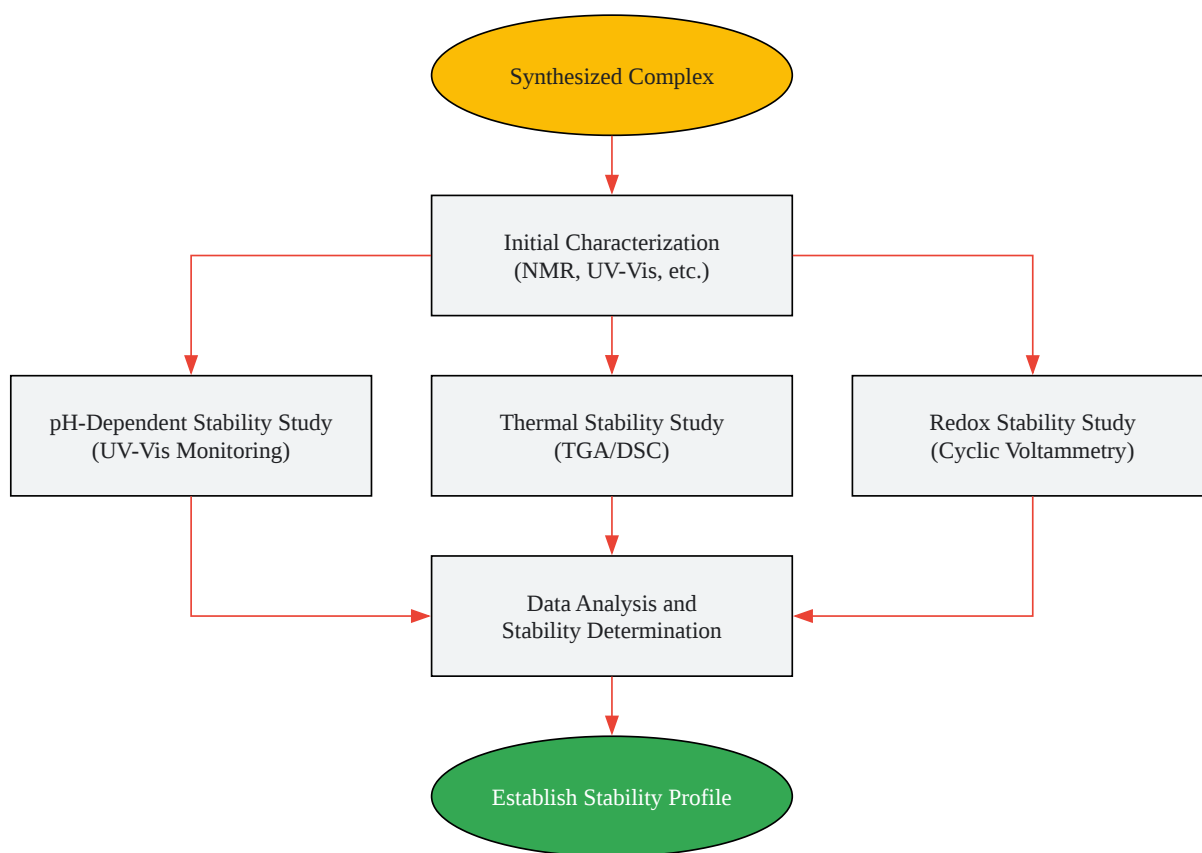 Synthesized Complex
Initial Characterization
(NMR, UV-Vis, etc.)
pH-Dependent Stability Study
(UV-Vis Monitoring)
Thermal Stability Study
(TGA/DSC)
Redox Stability Study
(Cyclic Voltammetry)
Data Analysis and
Stability Determination
Establish Stability Profile